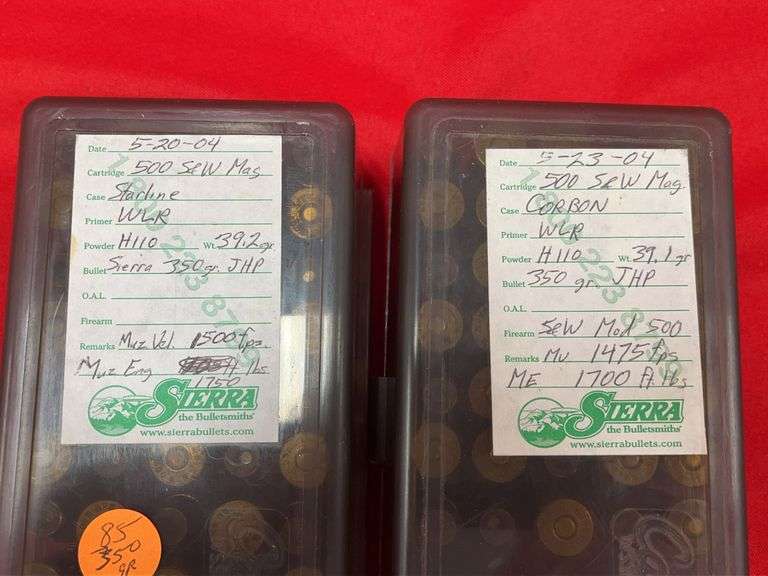 Date 5-20-04
Cartridge 500 S&W Mag
Case Starline
Primer WLR
Powder H110 Wt. 39.2 gr
Bullet Sierra 350 gr. JHP
O.A.L.
Firearm
Remarks Muz Vel. 1500 fps.
Muz Eng ft lbs
1750
SIERRA
the Bulletsmiths®
www.sierrabullets.com
85
350
gr
Date 5-23-04
Cartridge 500 S&W Mag.
Case CORBON
Primer WLR
Powder H110 Wt. 39.1 gr
Bullet 350 gr. JHP
O.A.L.
Firearm S&W Mod 500
Remarks MV 1475 fps
ME 1700 ft lbs
SIERRA
the Bulletsmiths®
www.sierrabullets.com